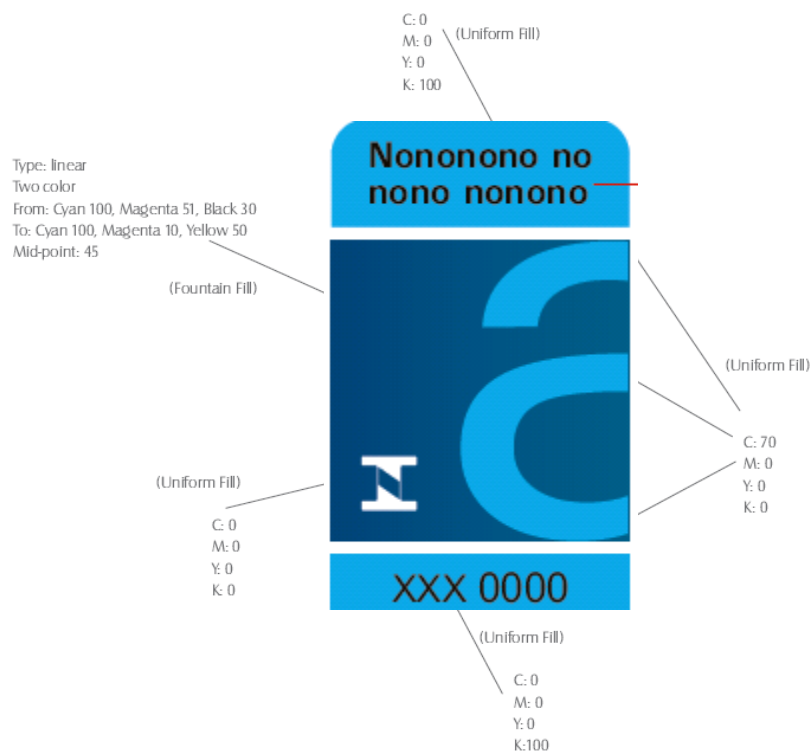 C: 0
(Uniform Fill)
M: 0
Y: 0
K: 100
Nononono no
nono nonono
Type: linear
Two color
From: Cyan 100, Magenta 51, Black 30
To: Cyan 100, Magenta 10, Yellow 50
Mid-point: 45
(Fountain Fill)
a
(Uniform Fill)
C: 70
M: 0
Y: 0
K: 0
(Uniform Fill)
C: 0
M: 0
Y: 0
K: 0
N
XXX 0000
(Uniform Fill)
C: 0
M: 0
Y: 0
K:100